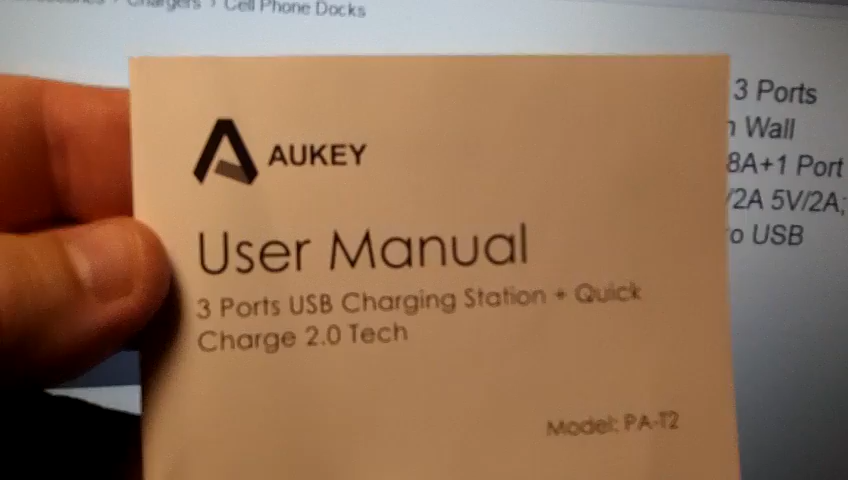 Chargers › Cell Phone Docks
3 Ports
Wall
8A+1 Port
/2A 5V/2A;
o USB
AUKEY
User Manual
3 Ports USB Charging Station + Quick
Charge 2.0 Tech
Model: PA-T2